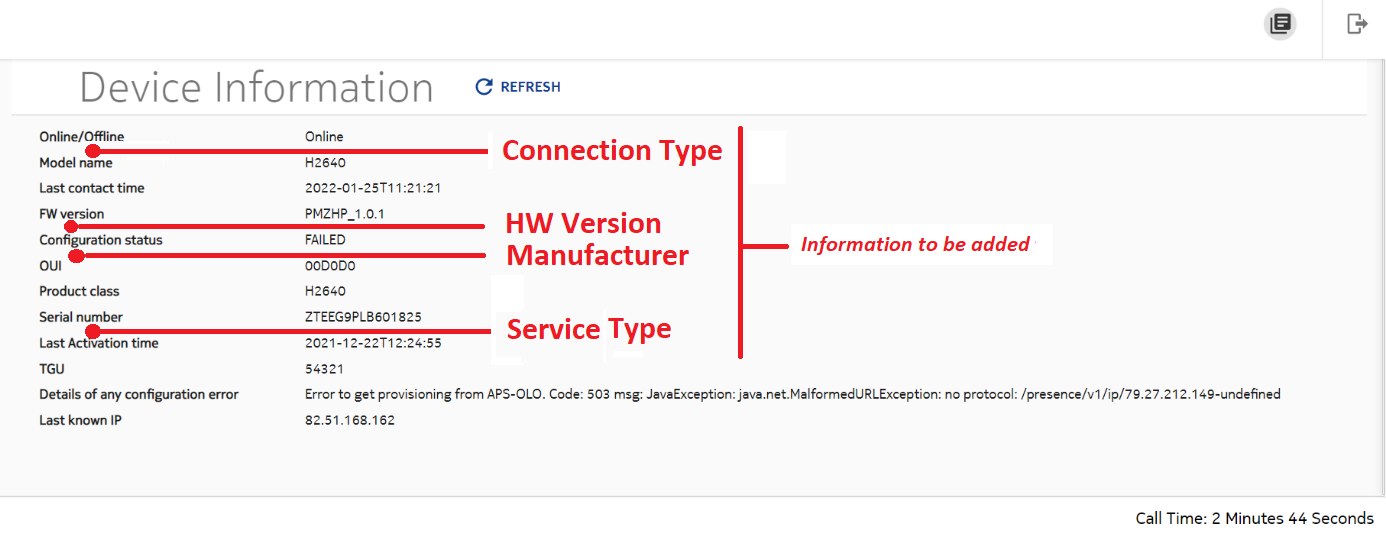 Device Information REFRESH
Online/Offline Online
Connection Type
Model name H2640
Last contact time 2022-01-25T11:21:21
FW version PMZHP_1.0.1
HW Version
Configuration status FAILED
Information to be added
Manufacturer
OUI 00D0D0
Product class H2640
Serial number ZTEEG9PLB601825
Service Type
Last Activation time 2021-12-22T12:24:55
TGU 54321
Details of any configuration error Error to get provisioning from APS-OLO. Code: 503 msg: JavaException: java.net.MalformedURLException: no protocol: /presence/v1/ip/79.27.212.149-undefined
Last known IP 82.51.168.162
Call Time: 2 Minutes 44 Seconds